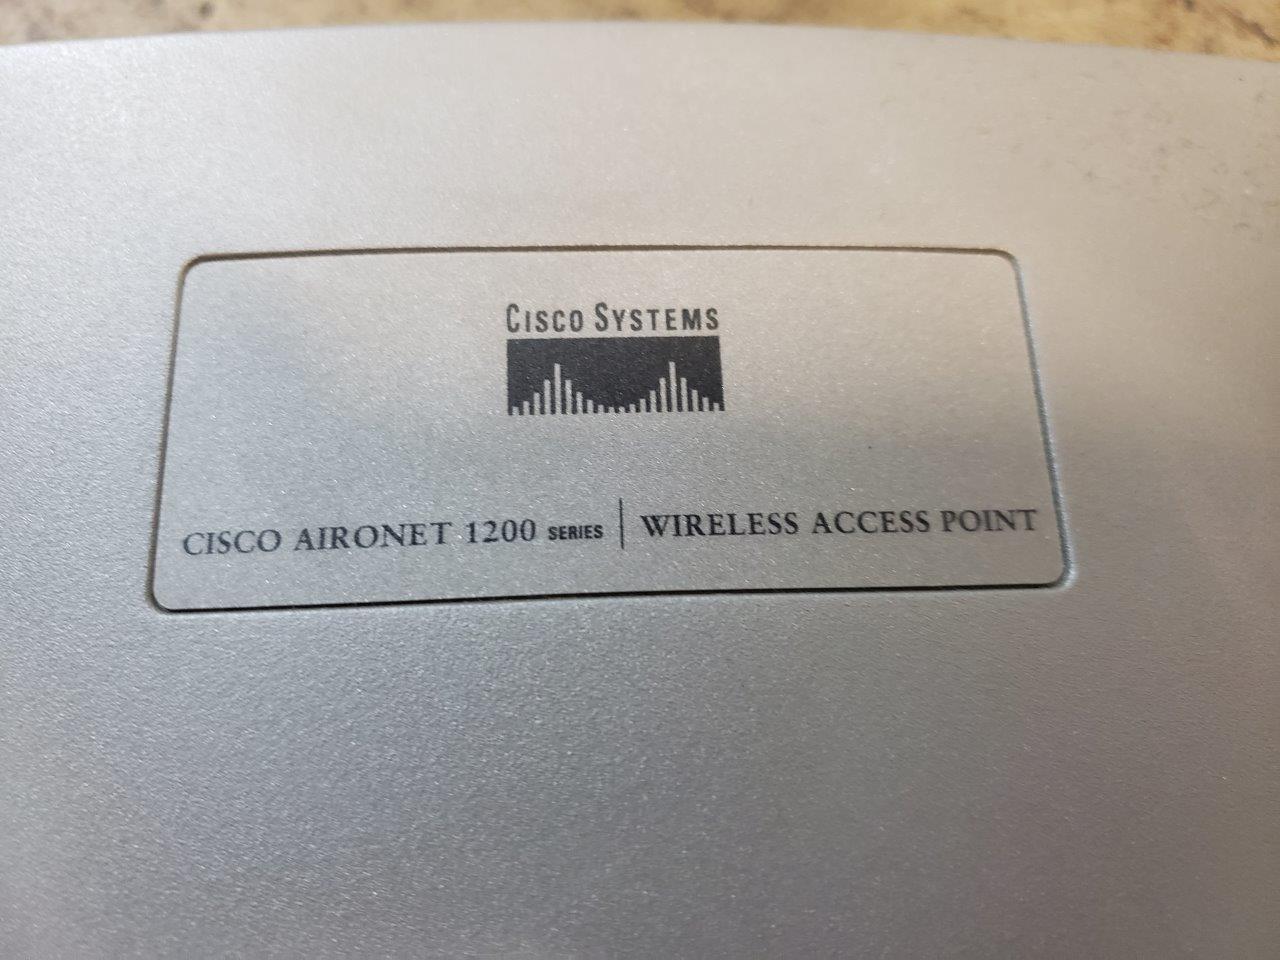 CISCO SYSTEMS
CISCO AIRONET 1200 SERIES | WIRELESS ACCESS POINT